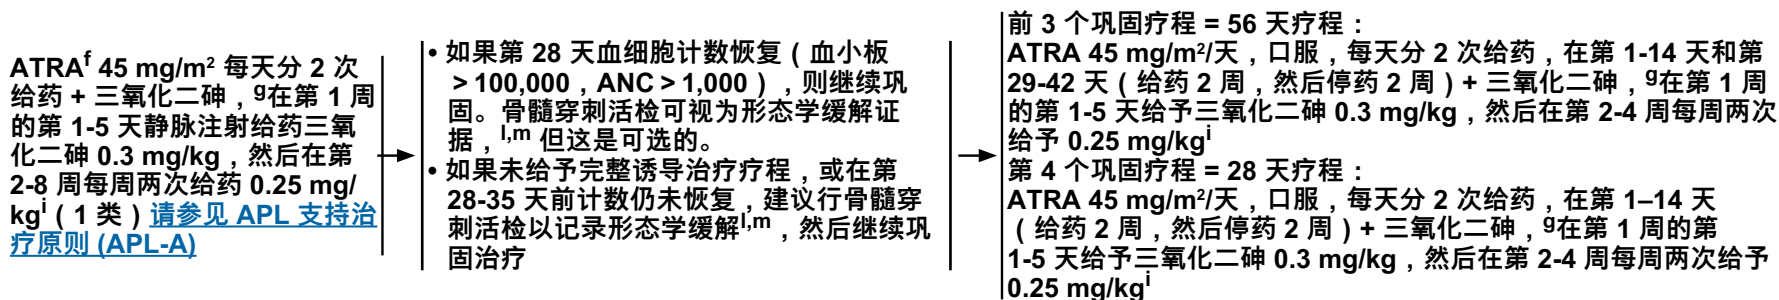 ATRAf 45 mg/m² 每天分 2 次
给药 + 三氧化二砷，g在第 1 周
的第 1-5 天静脉注射给药三氧
化二砷 0.3 mg/kg，然后在第
2-8 周每周两次给药 0.25 mg/
kgi（1 类）请参见 APL 支持治
疗原则 (APL-A)
• 如果第 28 天血细胞计数恢复（血小板
> 100,000，ANC > 1,000），则继续巩
固。骨髓穿刺活检可视为形态学缓解证
据，l,m 但这是可选的。
• 如果未给予完整诱导治疗疗程，或在第
28-35 天前计数仍未恢复，建议行骨髓穿
刺活检以记录形态学缓解l,m，然后继续巩
固治疗
前 3 个巩固疗程 = 56 天疗程：
ATRA 45 mg/m²/天，口服，每天分 2 次给药，在第 1-14 天和第
29-42 天（给药 2 周，然后停药 2 周）+ 三氧化二砷，g在第 1 周
的第 1-5 天给予三氧化二砷 0.3 mg/kg，然后在第 2-4 周每周两次
给予 0.25 mg/kgi
第 4 个巩固疗程 = 28 天疗程：
ATRA 45 mg/m²/天，口服，每天分 2 次给药，在第 1–14 天
（给药 2 周，然后停药 2 周）+ 三氧化二砷，g在第 1 周的第
1-5 天给予三氧化二砷 0.3 mg/kg，然后在第 2-4 周每周两次给予
0.25 mg/kgi